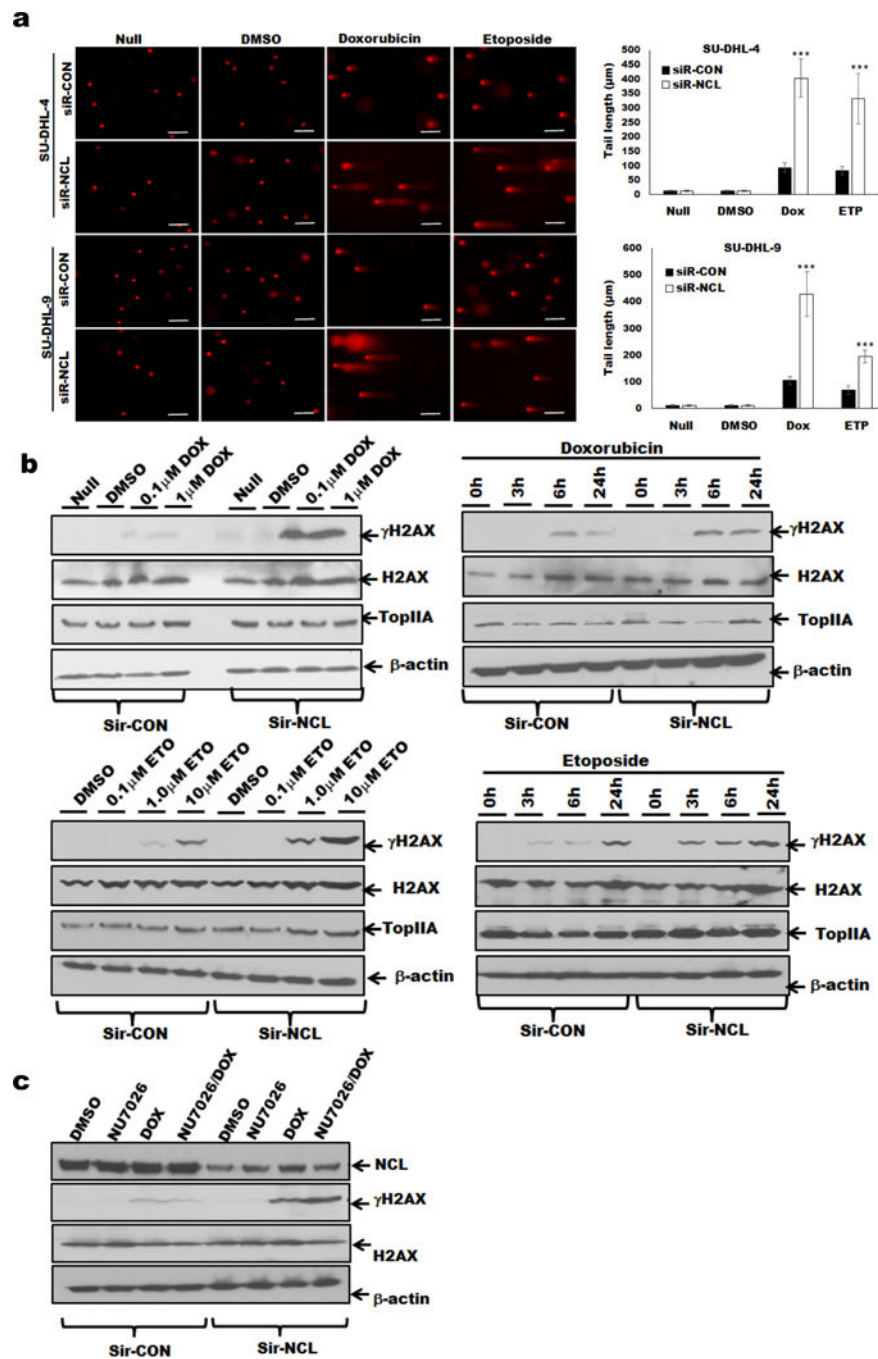 a
Null DMSO Doxorubicin Etoposide
SU-DHL-4
siR-CON
siR-NCL
SU-DHL-9
siR-CON
siR-NCL
SU-DHL-4
siR-CON
siR-NCL
Tail length (µm)
500
450
400
350
300
250
200
150
100
50
0
***
***
Null DMSO Dox ETP
SU-DHL-9
siR-CON
siR-NCL
Tail length (µm)
600
500
400
300
200
100
0
***
***
Null DMSO Dox ETP
b
Null DMSO 0.1µM DOX 1µM DOX Null DMSO 0.1µM DOX 1µM DOX
γH2AX
H2AX
TopIIA
β-actin
Sir-CON Sir-NCL
Doxorubicin
0h 3h 6h 24h 0h 3h 6h 24h
γH2AX
H2AX
TopIIA
β-actin
Sir-CON Sir-NCL
DMSO 0.1µM ETO 1.0µM ETO 10µM ETO DMSO 0.1µM ETO 1.0µM ETO 10µM ETO
γH2AX
H2AX
TopIIA
β-actin
Sir-CON Sir-NCL
Etoposide
0h 3h 6h 24h 0h 3h 6h 24h
γH2AX
H2AX
TopIIA
β-actin
Sir-CON Sir-NCL
c
DMSO NU7026 DOX NU7026/DOX DMSO NU7026 DOX NU7026/DOX
NCL
γH2AX
H2AX
β-actin
Sir-CON Sir-NCL